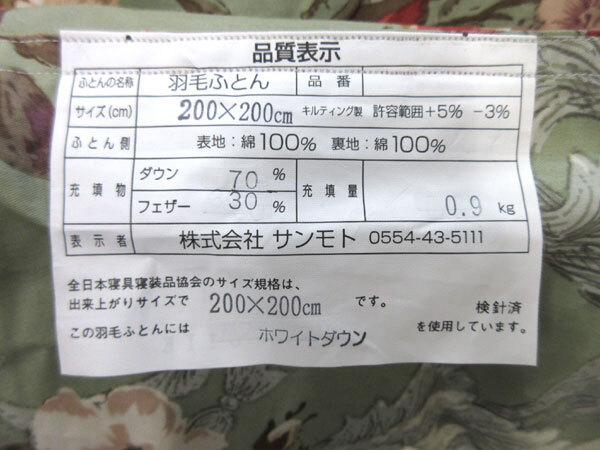 品質表示
ふとんの名称 羽毛ふとん 品番
サイズ(cm) 200×200cm キルティング製 許容範囲+5% -3%
ふとん側 表地:綿100% 裏地:綿100%
充填物 ダウン 70 % 充填量 0.9 kg
フェザー 30 %
表示者 株式会社 サンモト 0554-43-5111
全日本寝具寝装品協会のサイズ規格は、
出来上がりサイズで 200×200cm です。 検針済
この羽毛ふとんには ホワイトダウン を使用しています。